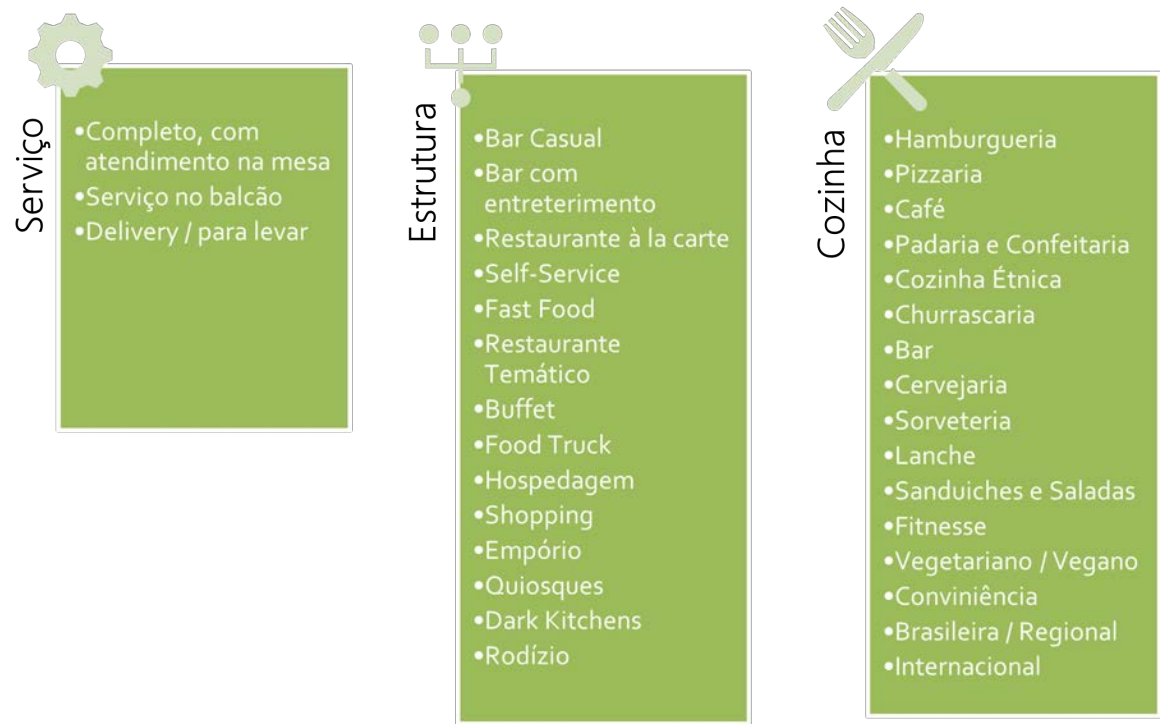 Serviço
•Completo, com
atendimento na mesa
•Serviço no balcão
•Delivery / para levar
Estrutura
•Bar Casual
•Bar com
entreterimento
•Restaurante à la carte
•Self-Service
•Fast Food
•Restaurante
Temático
•Buffet
•Food Truck
•Hospedagem
•Shopping
•Empório
•Quiosques
•Dark Kitchens
•Rodízio
Cozinha
•Hamburgueria
•Pizzaria
•Café
•Padaria e Confeitaria
•Cozinha Étnica
•Churrascaria
•Bar
•Cervejaria
•Sorveteria
•Lanche
•Sanduiches e Saladas
•Fitnesse
•Vegetariano / Vegano
•Conviniência
•Brasileira / Regional
•Internacional